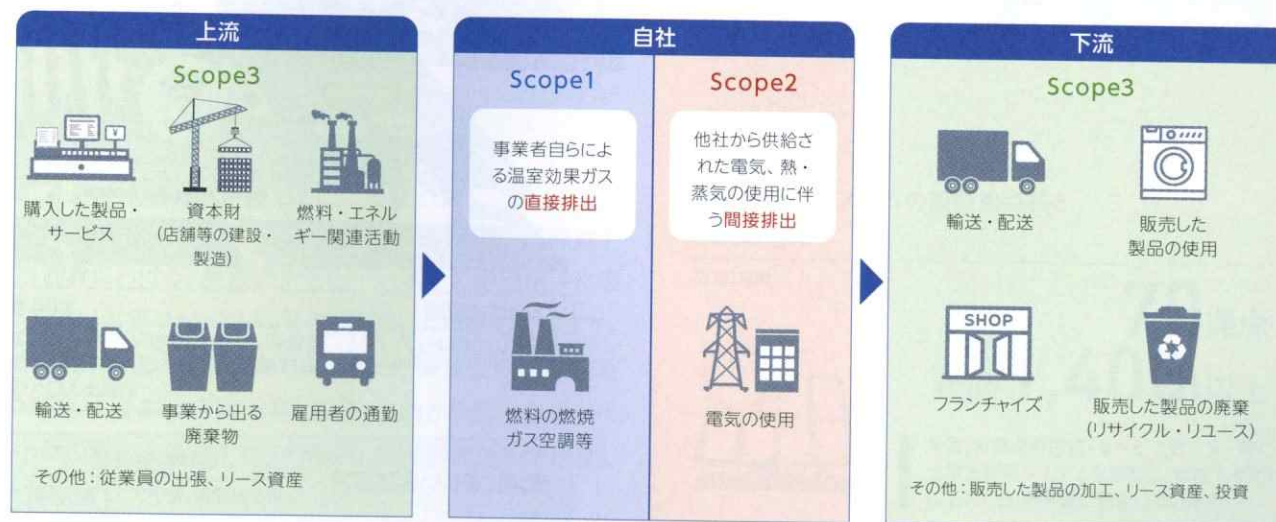 上流
Scope3
¥
購入した製品・
サービス
資本財
(店舗等の建設・
製造)
燃料・エネル
ギー関連活動
輸送・配送
事業から出る
廃棄物
雇用者の通勤
その他:従業員の出張、リース資産
自社
Scope1
事業者自らによ
る温室効果ガス
の直接排出
燃料の燃焼
ガス空調等
Scope2
他社から供給さ
れた電気、熱・
蒸気の使用に伴
う間接排出
電気の使用
下流
Scope3
輸送・配送
販売した
製品の使用
SHOP
フランチャイズ
販売した製品の廃棄
(リサイクル・リユース)
その他:販売した製品の加工、リース資産、投資